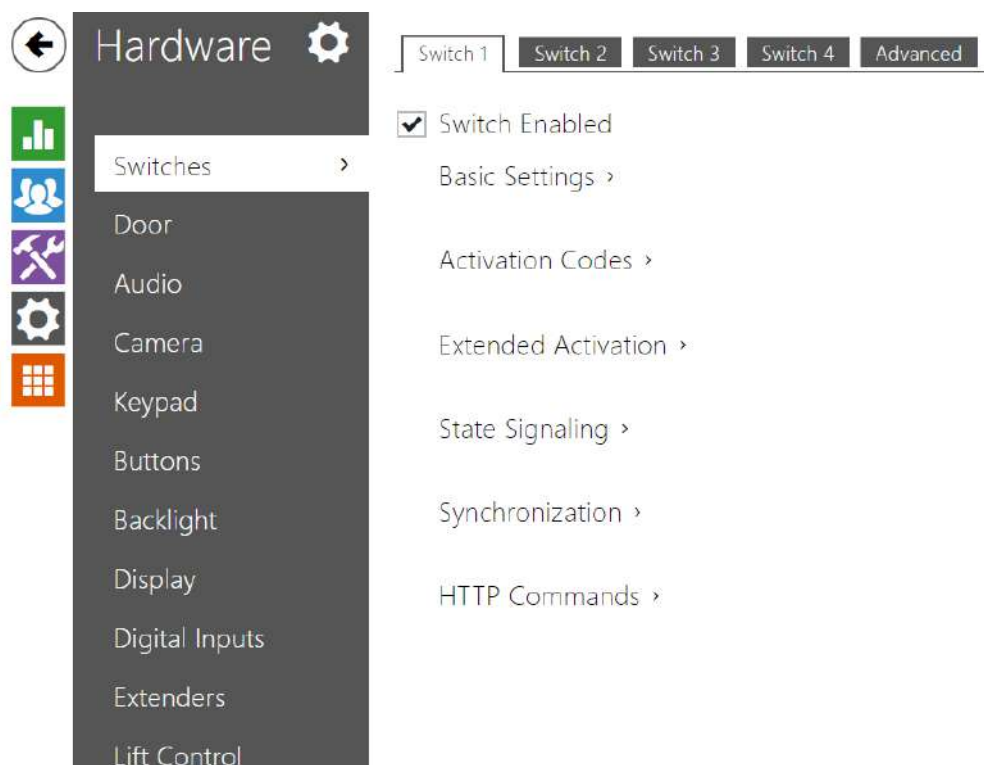 Hardware
Switches
Door
Audio
Camera
Keypad
Buttons
Backlight
Display
Digital Inputs
Extenders
Lift Control
Switch 1 Switch 2 Switch 3 Switch 4 Advanced
Switch Enabled
Basic Settings
Activation Codes
Extended Activation
State Signaling
Synchronization
HTTP Commands